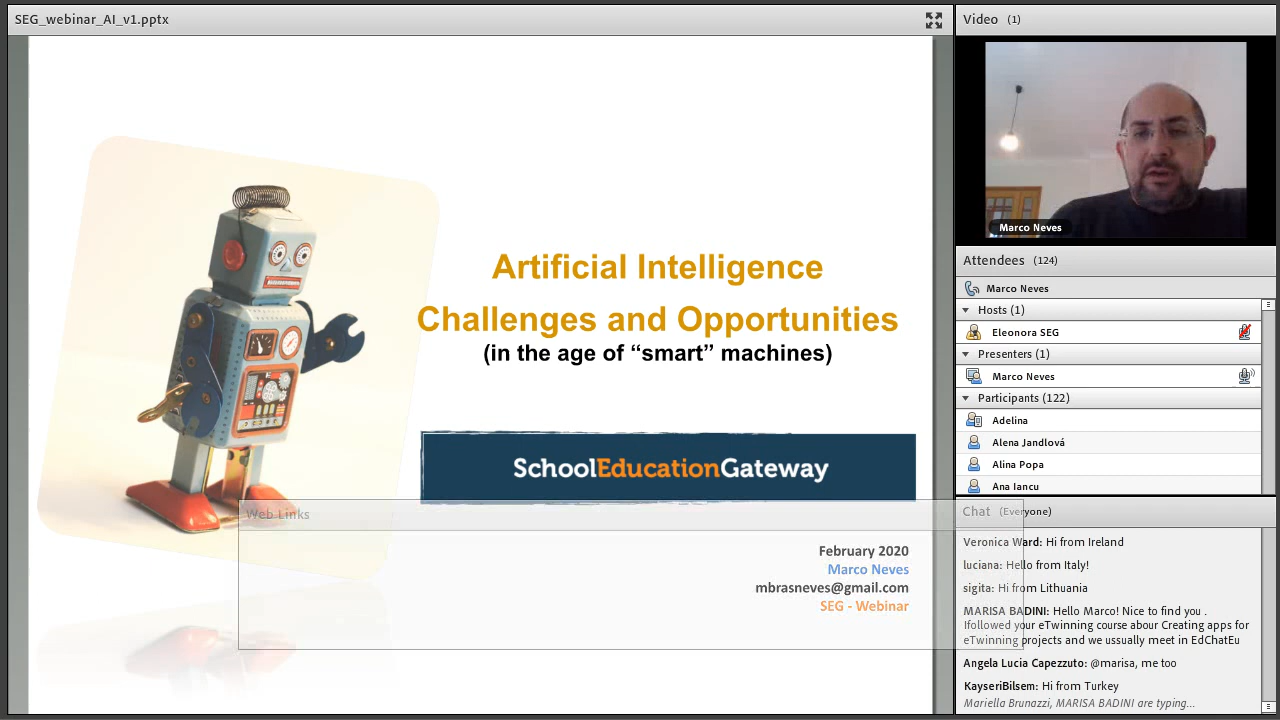 SEG_webinar_AI_v1.pptx
Artificial Intelligence
Challenges and Opportunities
(in the age of “smart” machines)
SchoolEducationGateway
Web Links
February 2020
Marco Neves
mbrasneves@gmail.com
SEG - Webinar
Video (1)
Marco Neves
Attendees (124)
Marco Neves
Hosts (1)
Eleonora SEG
Presenters (1)
Marco Neves
Participants (122)
Adelina
Alena Jandlová
Alina Popa
Ana Iancu
Chat (Everyone)
Veronica Ward: Hi from Ireland
luciana: Hello from Italy!
sigita: Hi from Lithuania
MARISA BADINI: Hello Marco! Nice to find you .
Ifollowed your eTwinning course abour Creating apps for
eTwinning projects and we ussually meet in EdChatEu
Angela Lucia Capezzuto: @marisa, me too
KayseriBilsem: Hi from Turkey
Mariella Brunazzi, MARISA BADINI are typing...